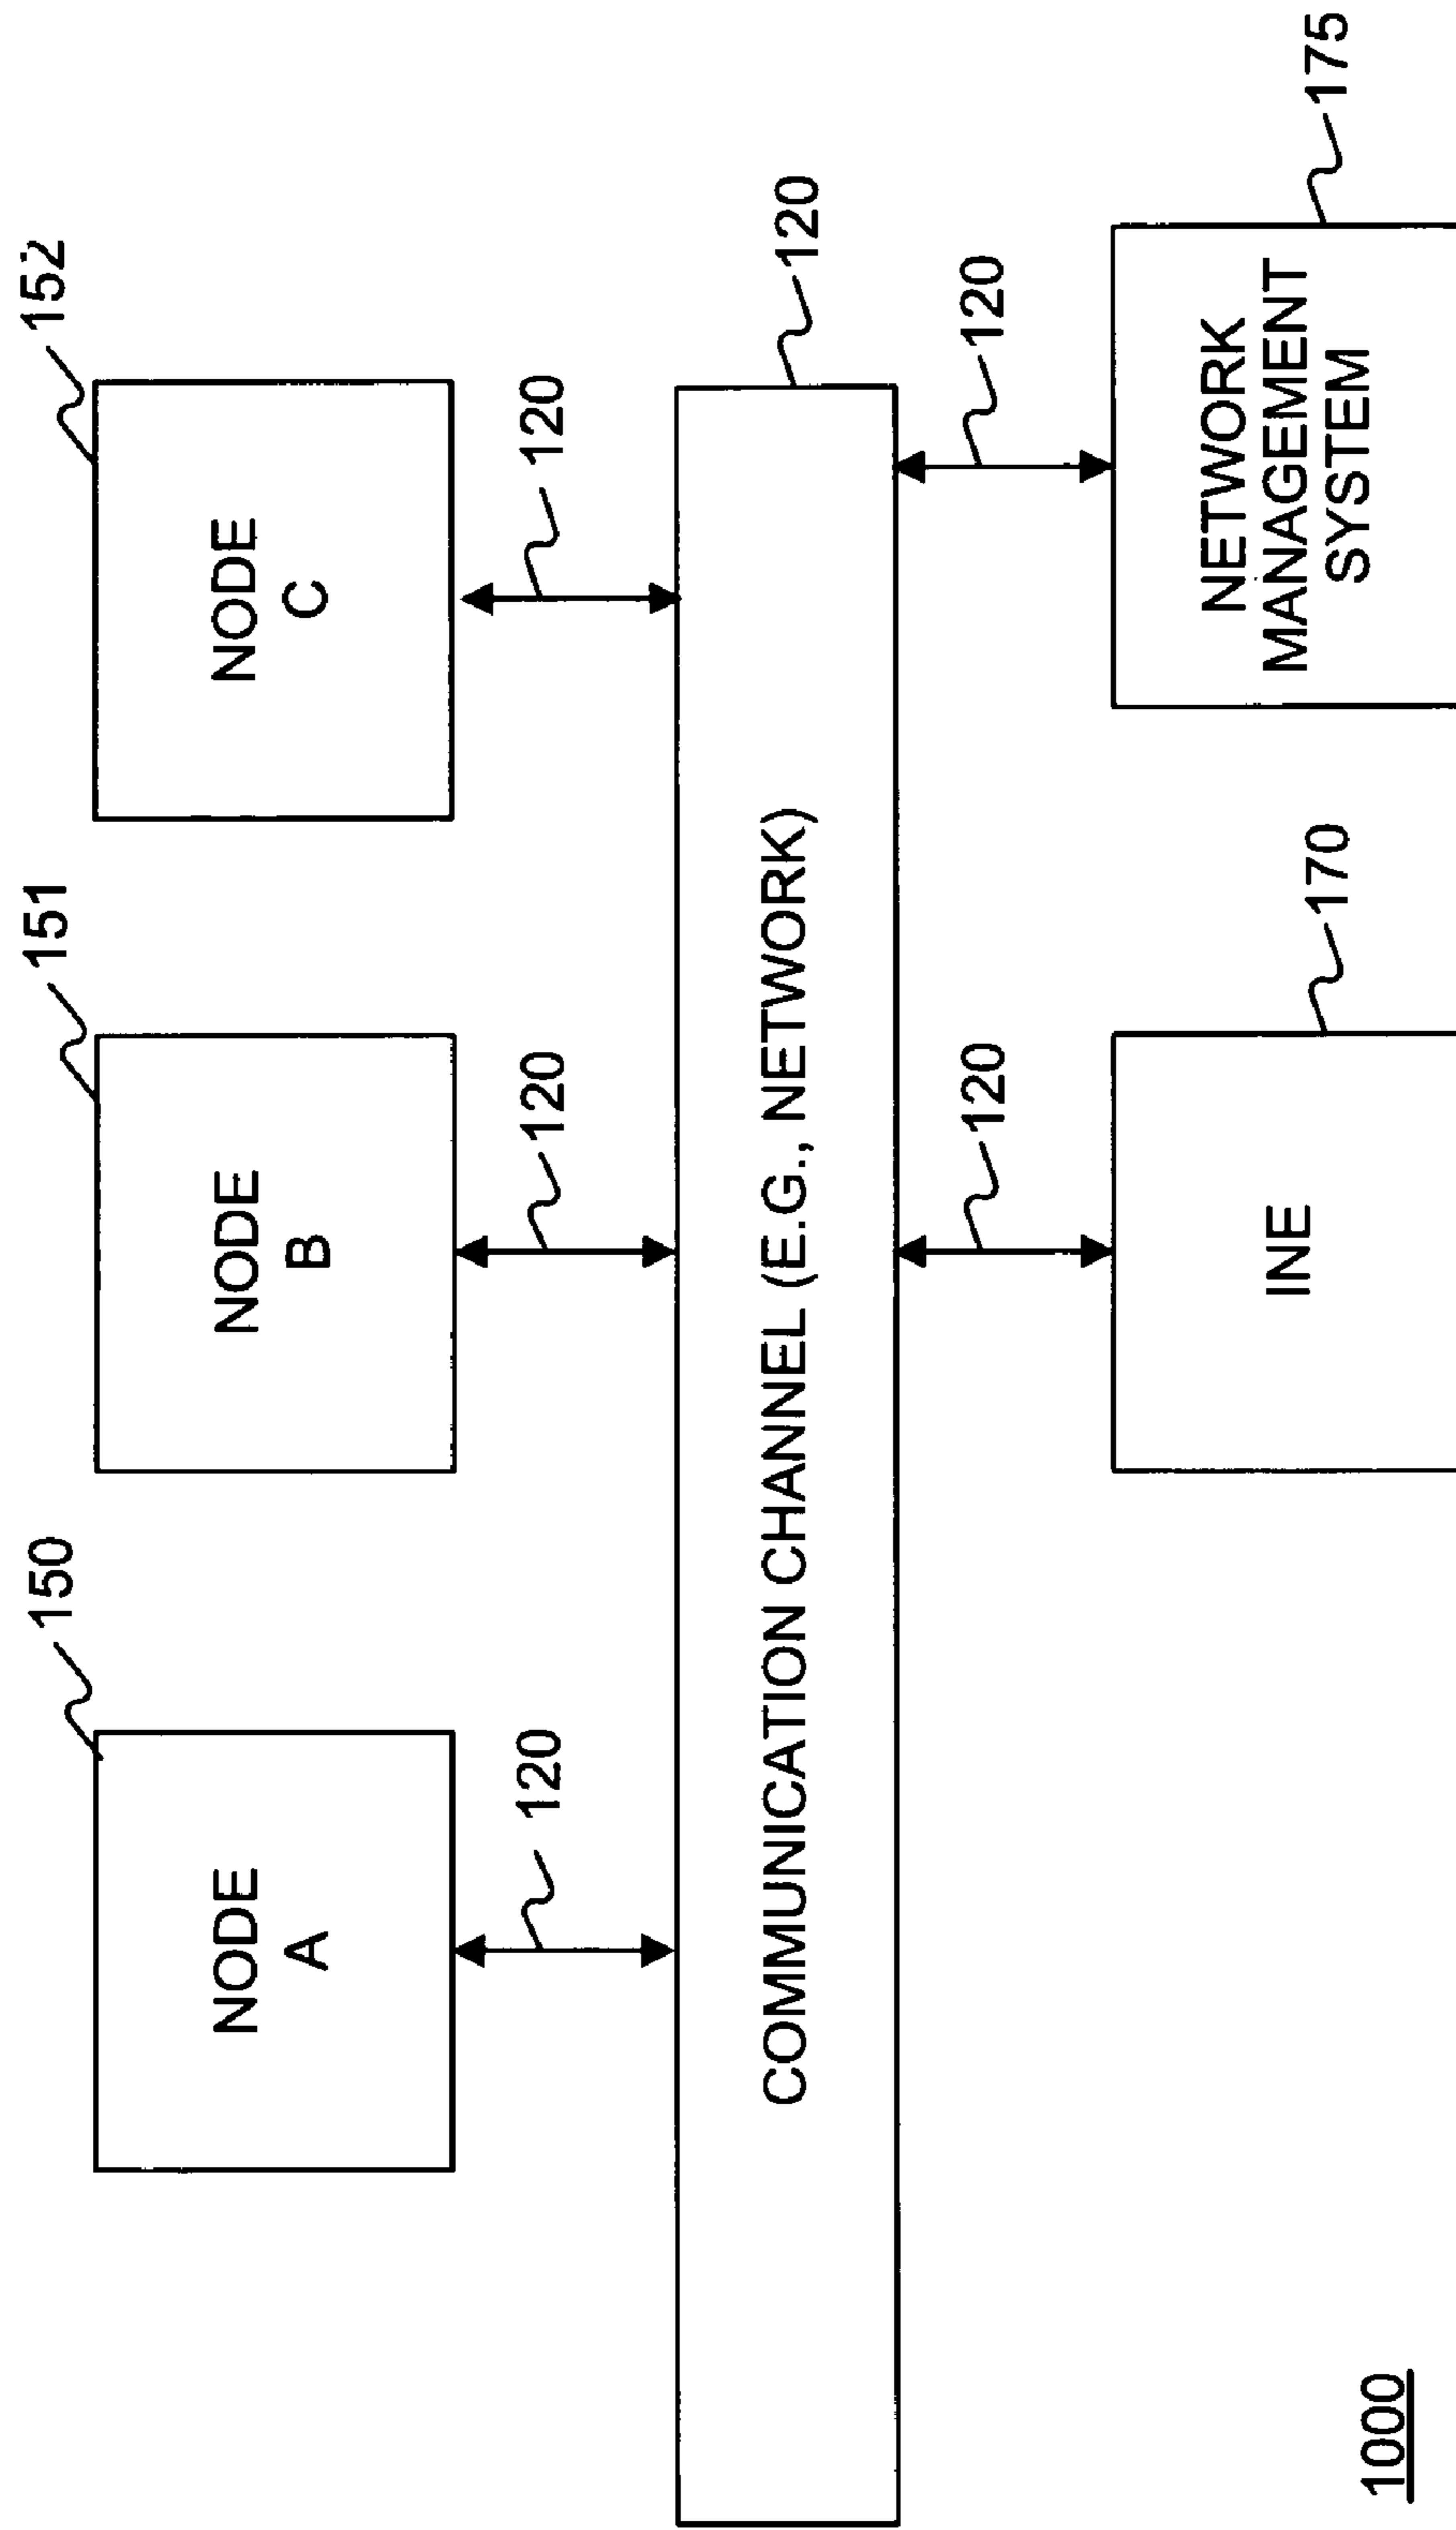 150
151
152
NODE
A
NODE
B
NODE
C
120
120
120
COMMUNICATION CHANNEL (E.G., NETWORK)
120
120
120
INE
170
NETWORK
MANAGEMENT
SYSTEM
175
1000